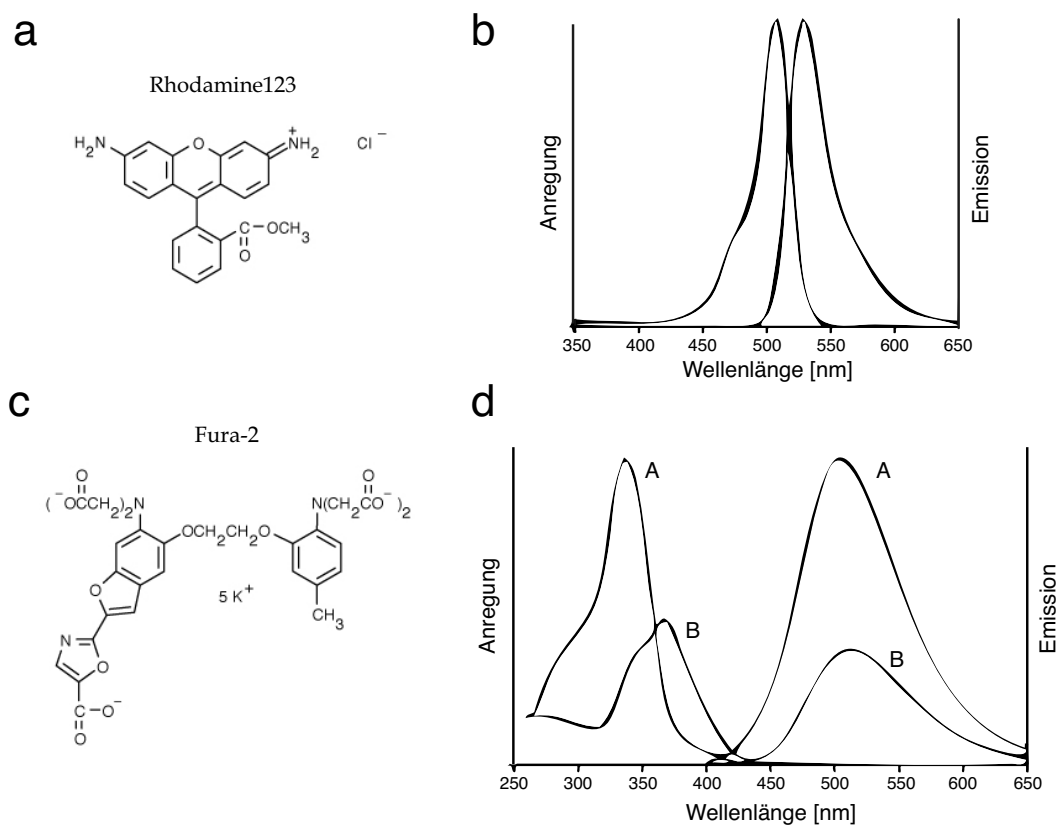 a
Rhodamine123
H₂N
O
⁺NH₂
Cl⁻
C–OCH₃
O
b
Anregung
Emission
350 400 450 500 550 600 650
Wellenlänge [nm]
c
Fura-2
O
(⁻OCCH₂)₂N
O
N(CH₂CO⁻)₂
OCH₂CH₂O
O
5 K⁺
CH₃
N
O
C–O⁻
O
d
A
A
B
B
Anregung
Emission
250 300 350 400 450 500 550 600 650
Wellenlänge [nm]